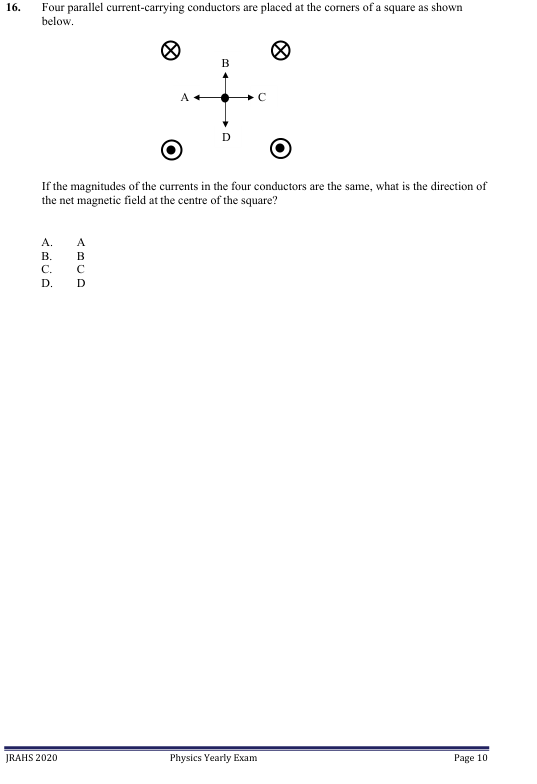 16. Four parallel current-carrying conductors are placed at the corners of a square as shown
below.
B
A C
D
If the magnitudes of the currents in the four conductors are the same, what is the direction of
the net magnetic field at the centre of the square?
A. A
B. B
C. C
D. D
JRAHS 2020 Physics Yearly Exam Page 10